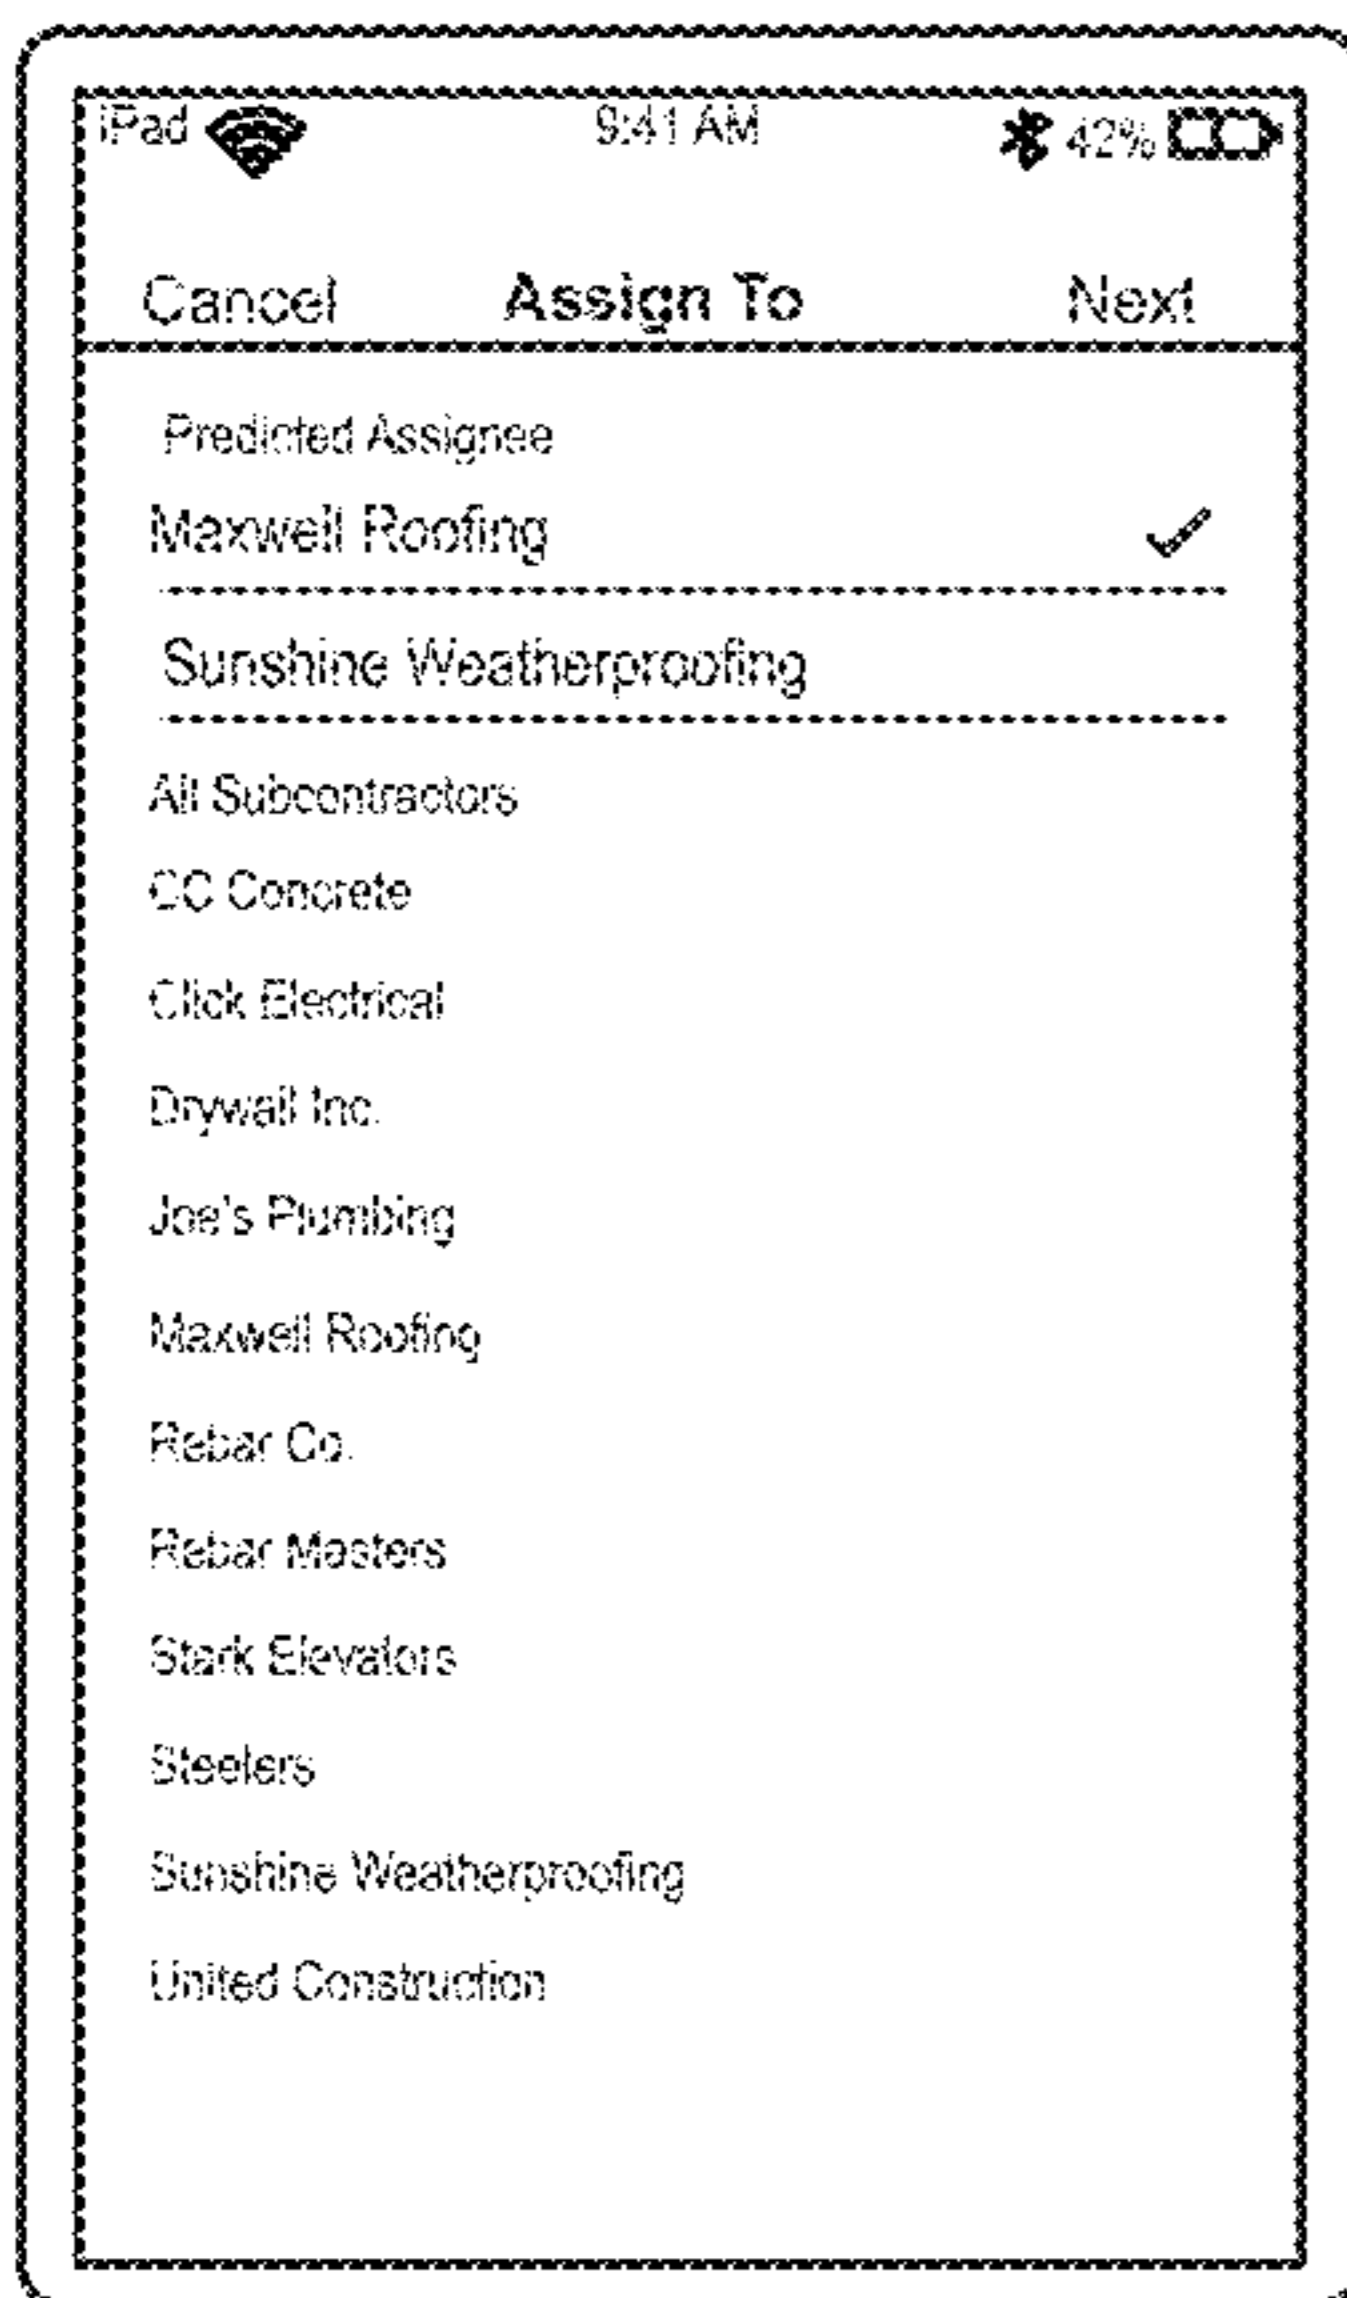 iPad 9:41 AM 42%
Cancel Assign To Next
Predicted Assignee
Maxwell Roofing
Sunshine Weatherproofing
All Subcontractors
CC Concrete
Click Electrical
Drywall Inc.
Joe's Plumbing
Maxwell Roofing
Rebar Co.
Rebar Masters
Stark Elevators
Steelers
Sunshine Weatherproofing
United Construction